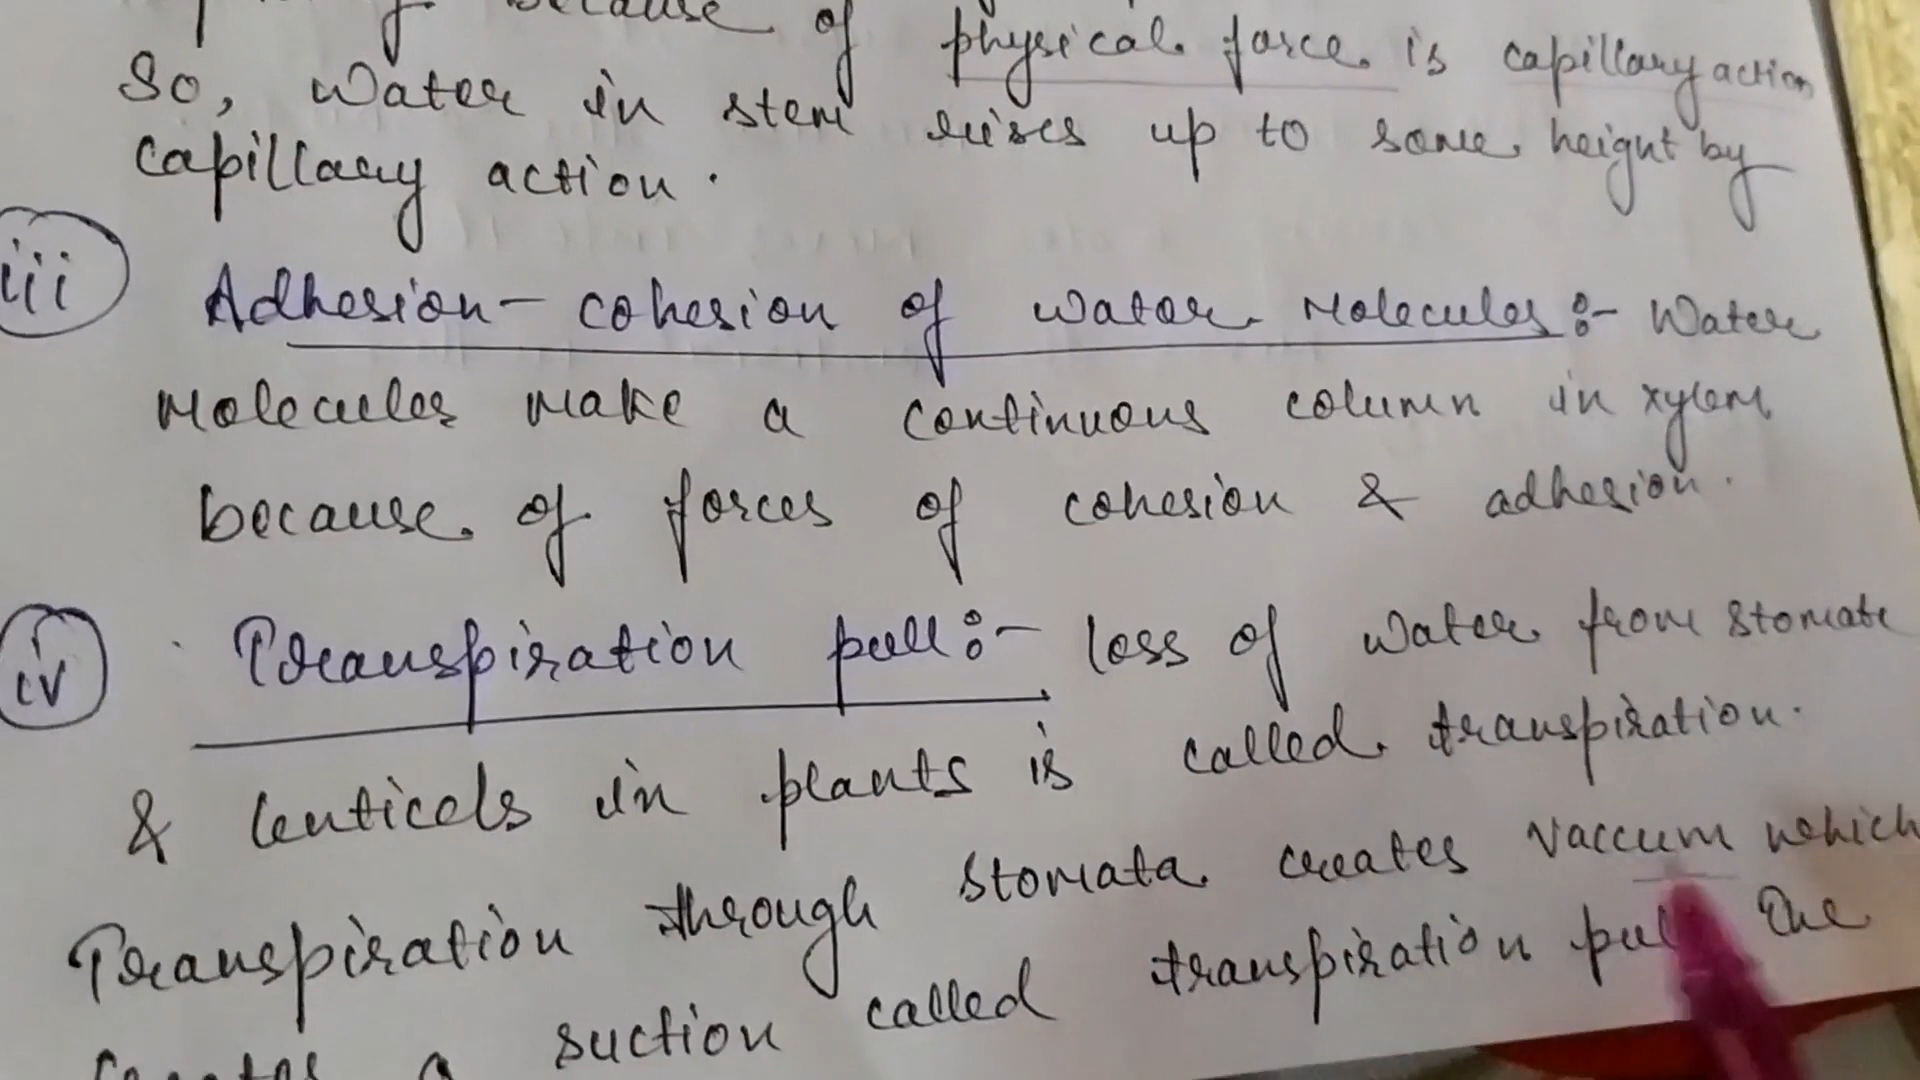 because of physical force is capillary action
So, water in stem rises up to some height by
capillary action.
iii Adhesion - cohesion of water molecules :- Water
molecules make a continuous column in xylem
because of forces of cohesion & adhesion.
iv Transpiration pull :- loss of water from stomate
& lenticels in plants is called transpiration.
Transpiration through stomata creates vaccum which
a suction called transpiration pull The